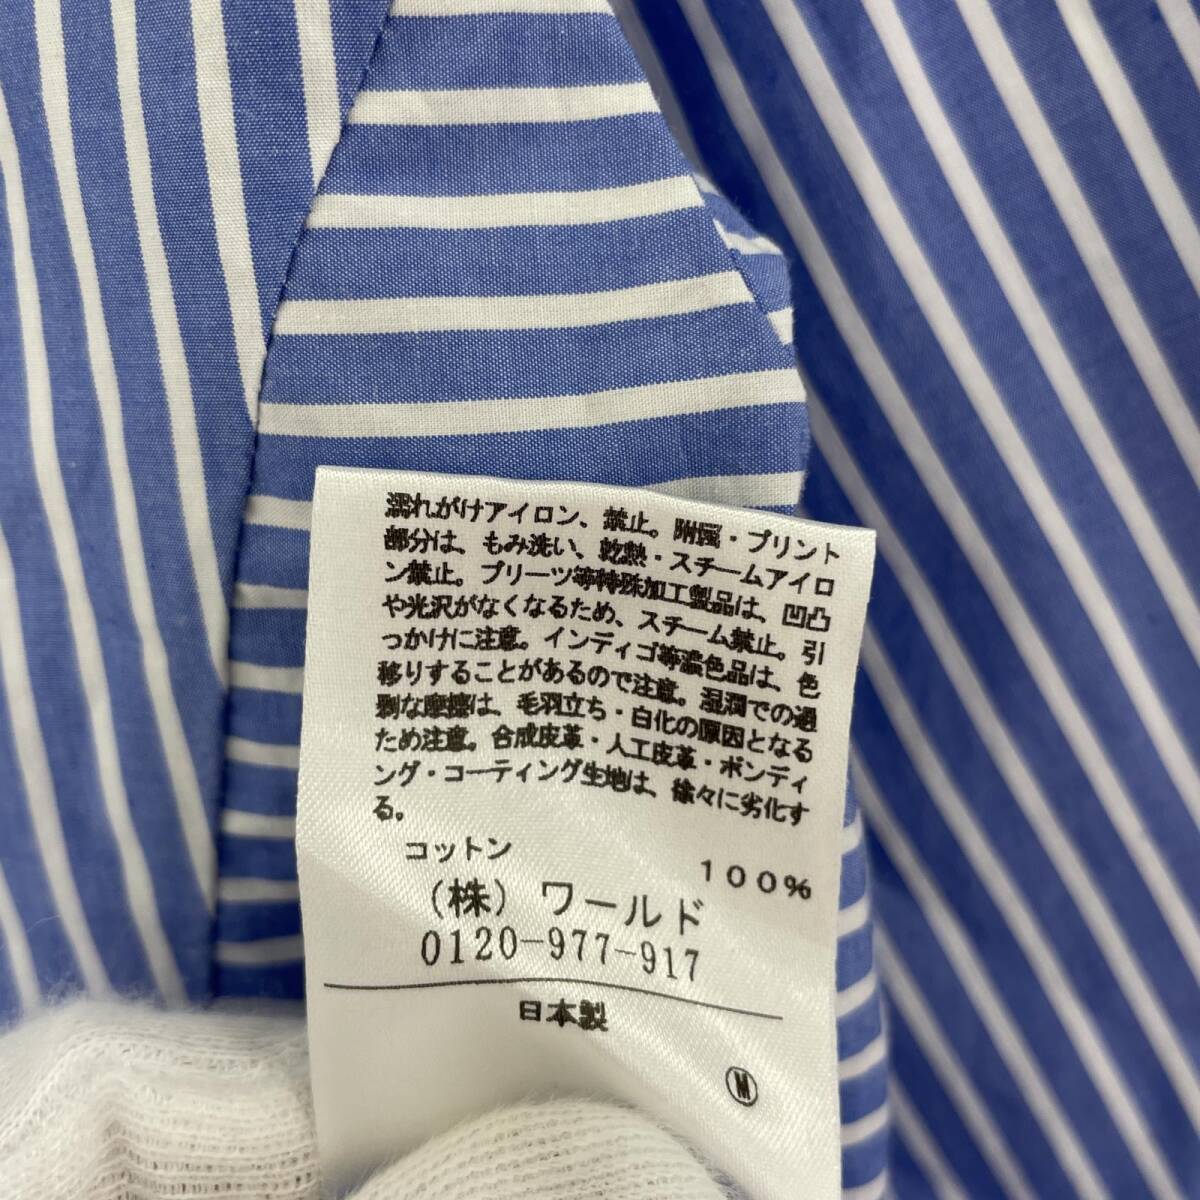 濡れがけアイロン、禁止。附属・プリント
部分は、もみ洗い、乾熱・スチームアイロ
ン禁止。プリーツ等特殊加工製品は、凹凸
や光沢がなくなるため、スチーム禁止。引
っかけに注意。インディゴ等濃色品は、色
移りすることがあるので注意。湿潤での過
剰な摩擦は、毛羽立ち・白化の原因となる
ため注意。合成皮革・人工皮革・ボンディ
ング・コーティング生地は、徐々に劣化す
る。
コットン １００％
(株) ワールド
0120-977-917
日本製
Ⓜ